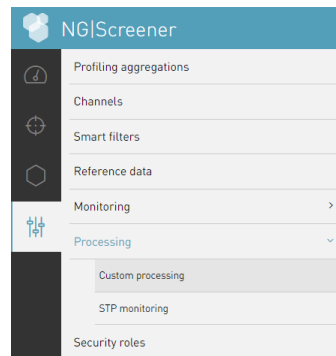 NG|Screener
Profiling aggregations
Channels
Smart filters
Reference data
Monitoring
Processing
Custom processing
STP monitoring
Security roles